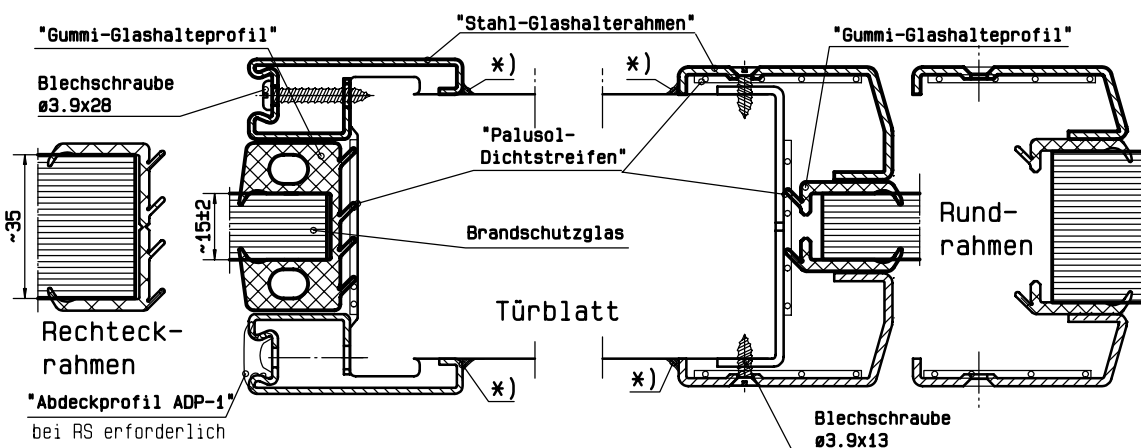 "Stahl-Glashalterahmen"
"Gummi-Glashalteprofil"
"Gummi-Glashalteprofil"
*)
*)
Blechschraube
ø3.9x28
"Palusol-
Dichtstreifen"
~35
~15±2
Brandschutzglas
Rund-
rahmen
Türblatt
Rechteck-
rahmen
*)
*)
"Abdeckprofil ADP-1"
bei RS erforderlich
Blechschraube
ø3.9x13